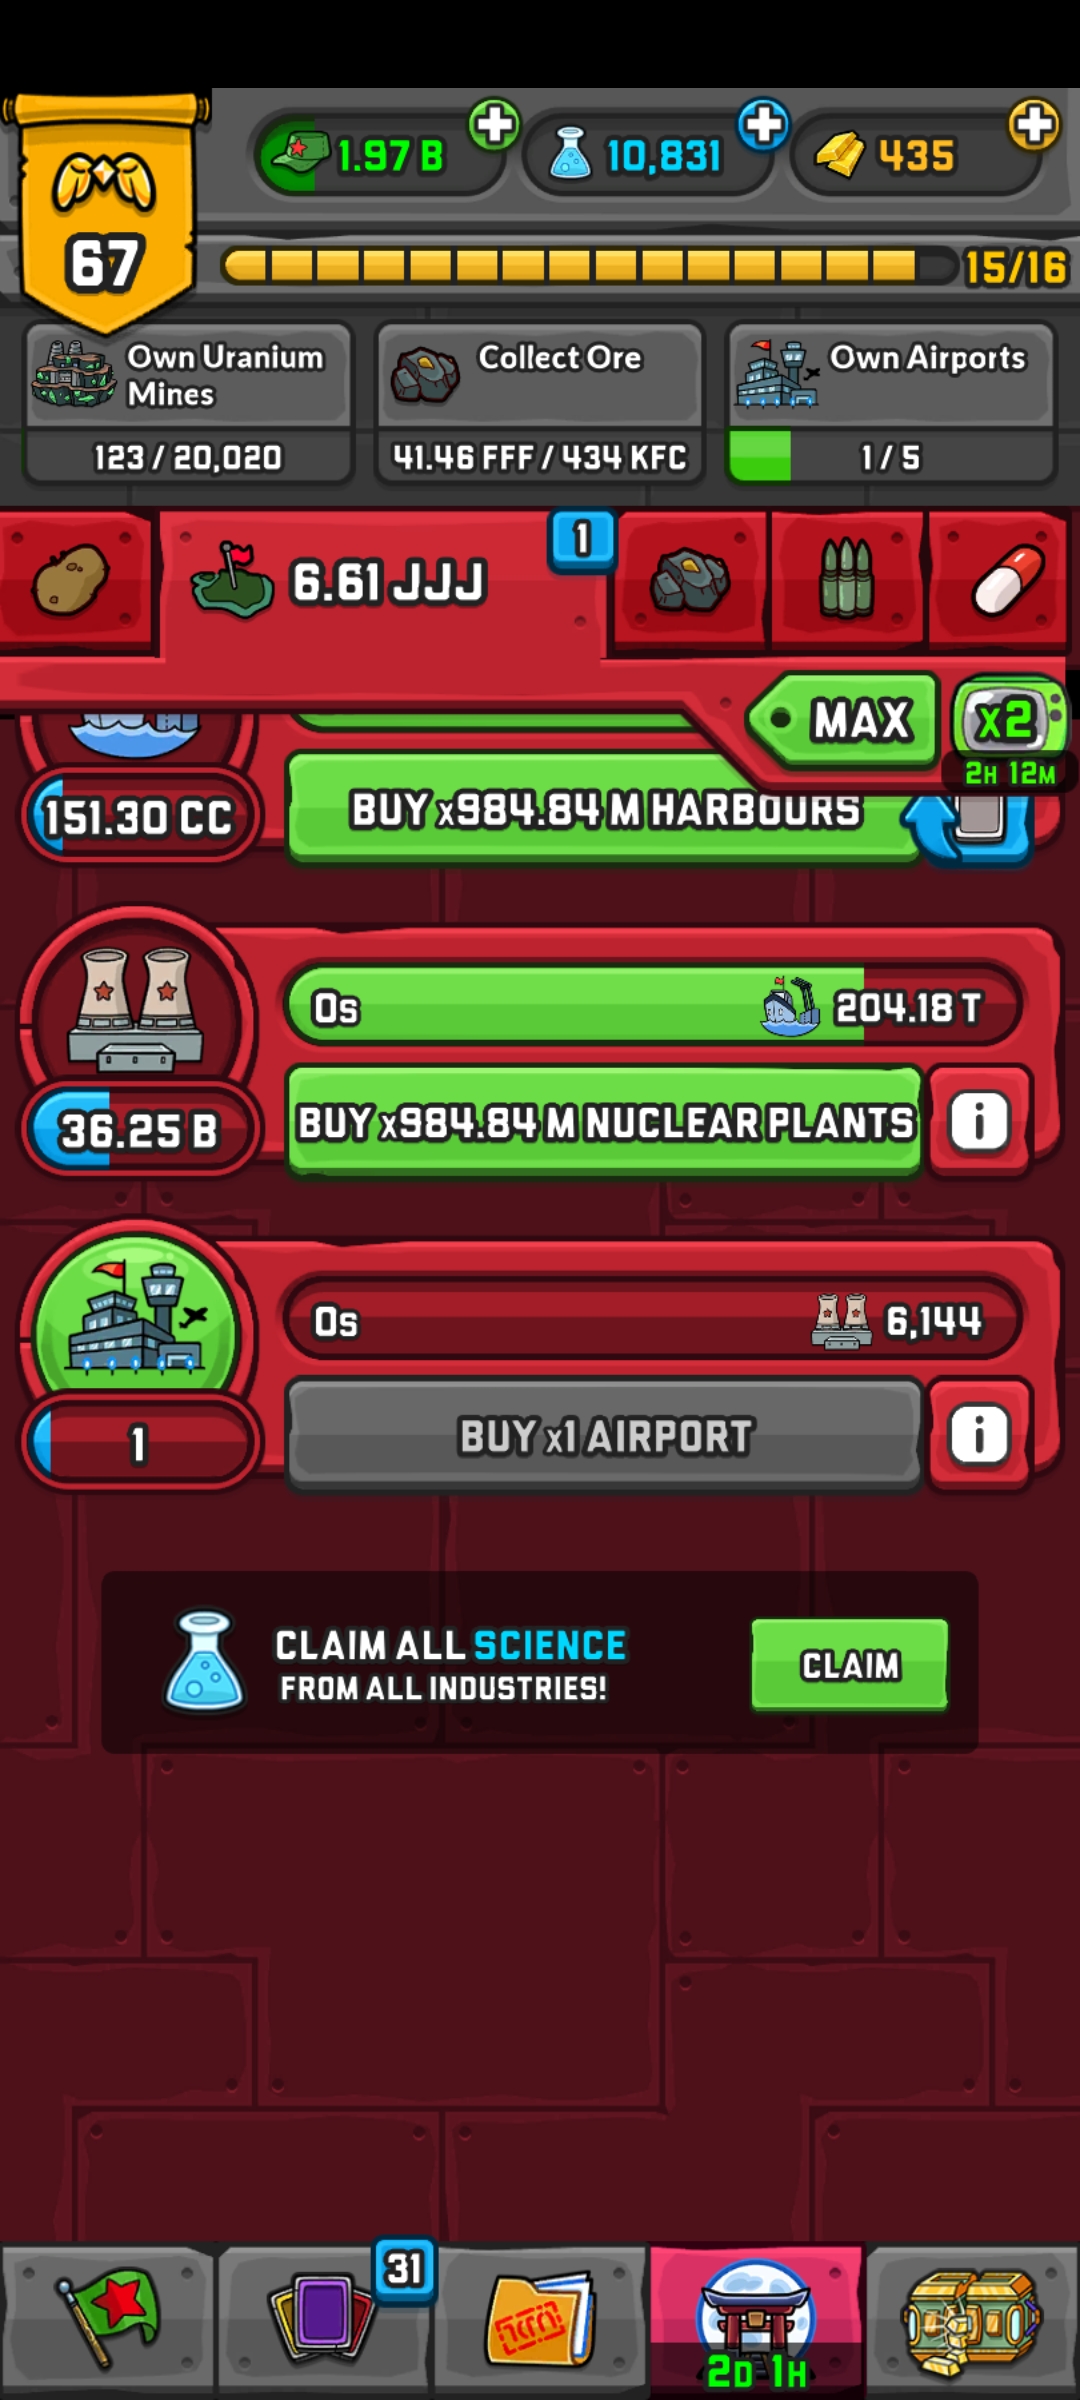 1.97 B
10,831
435
67
15/16
Own Uranium
Mines
123 / 20,020
Collect Ore
41.46 FFF / 434 KFC
Own Airports
1 / 5
6.61 JJJ
1
MAX
x2
2H 12M
151.30 CC
BUY x984.84 M HARBOURS
0s
204.18 T
36.25 B
BUY x984.84 M NUCLEAR PLANTS
i
0s
6,144
1
BUY x1 AIRPORT
i
CLAIM ALL SCIENCE
FROM ALL INDUSTRIES!
CLAIM
31
2D 1H